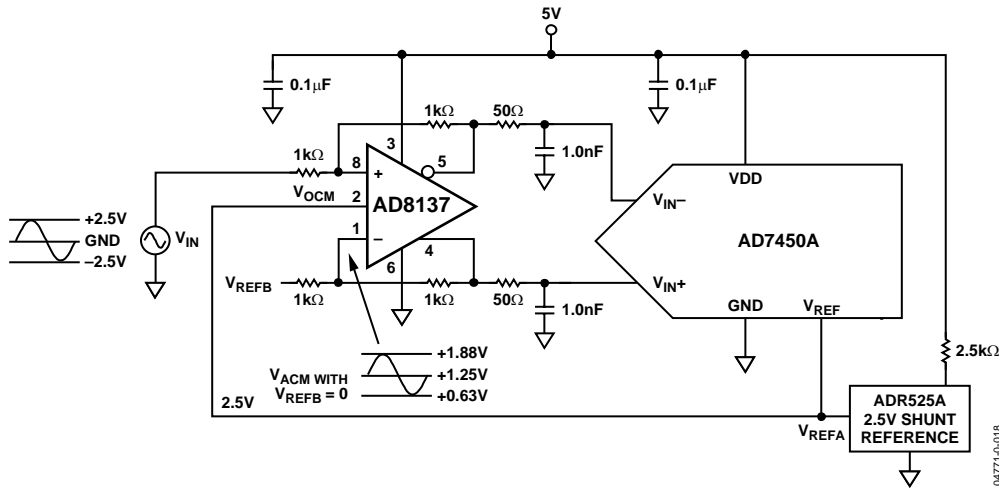 5V
0.1μF
0.1μF
1kΩ
50Ω
1kΩ
3
5
1.0nF
8
+
VOCM
2
AD8137
VDD
VIN−
AD7450A
+2.5V
GND
−2.5V
VIN
1
−
4
6
VREFB
1kΩ
1kΩ
50Ω
VIN+
GND
VREF
1.0nF
2.5kΩ
+1.88V
VACM WITH
VREFB = 0
+1.25V
+0.63V
2.5V
VREFA
ADR525A
2.5V SHUNT
REFERENCE
04771-0-018